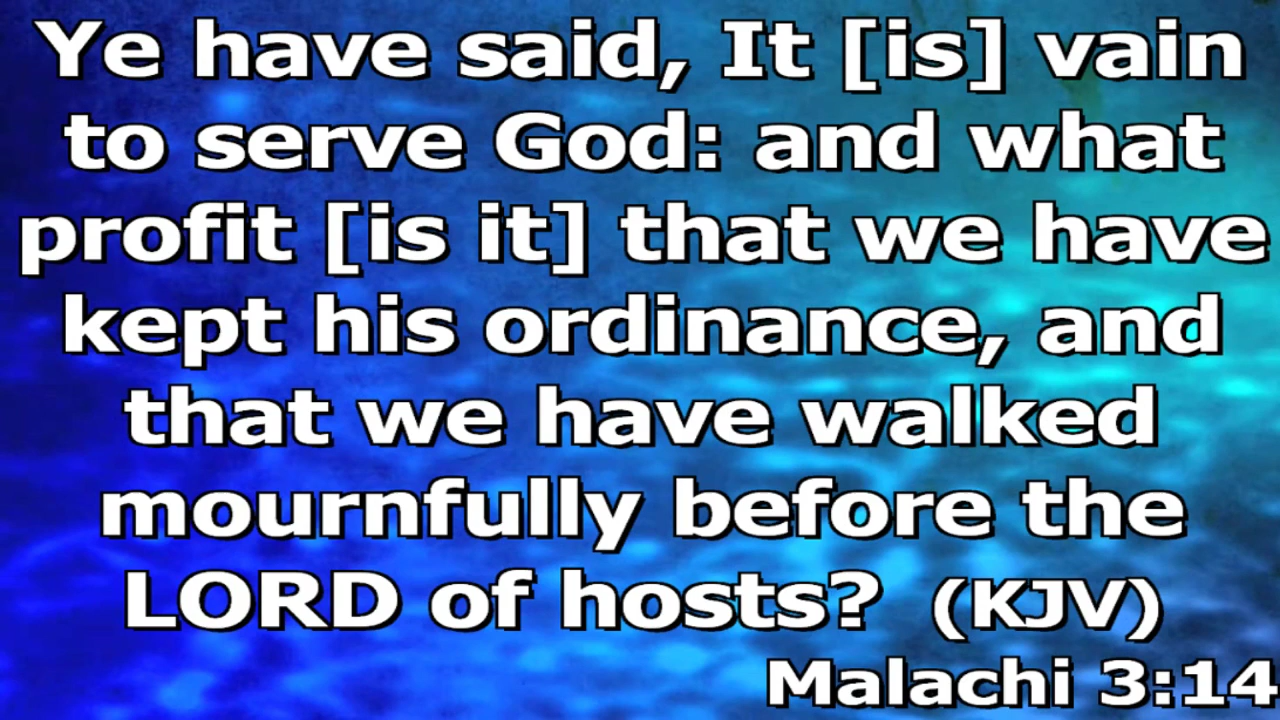 Ye have said, It [is] vain
to serve God: and what
profit [is it] that we have
kept his ordinance, and
that we have walked
mournfully before the
LORD of hosts? (KJV)
Malachi 3:14